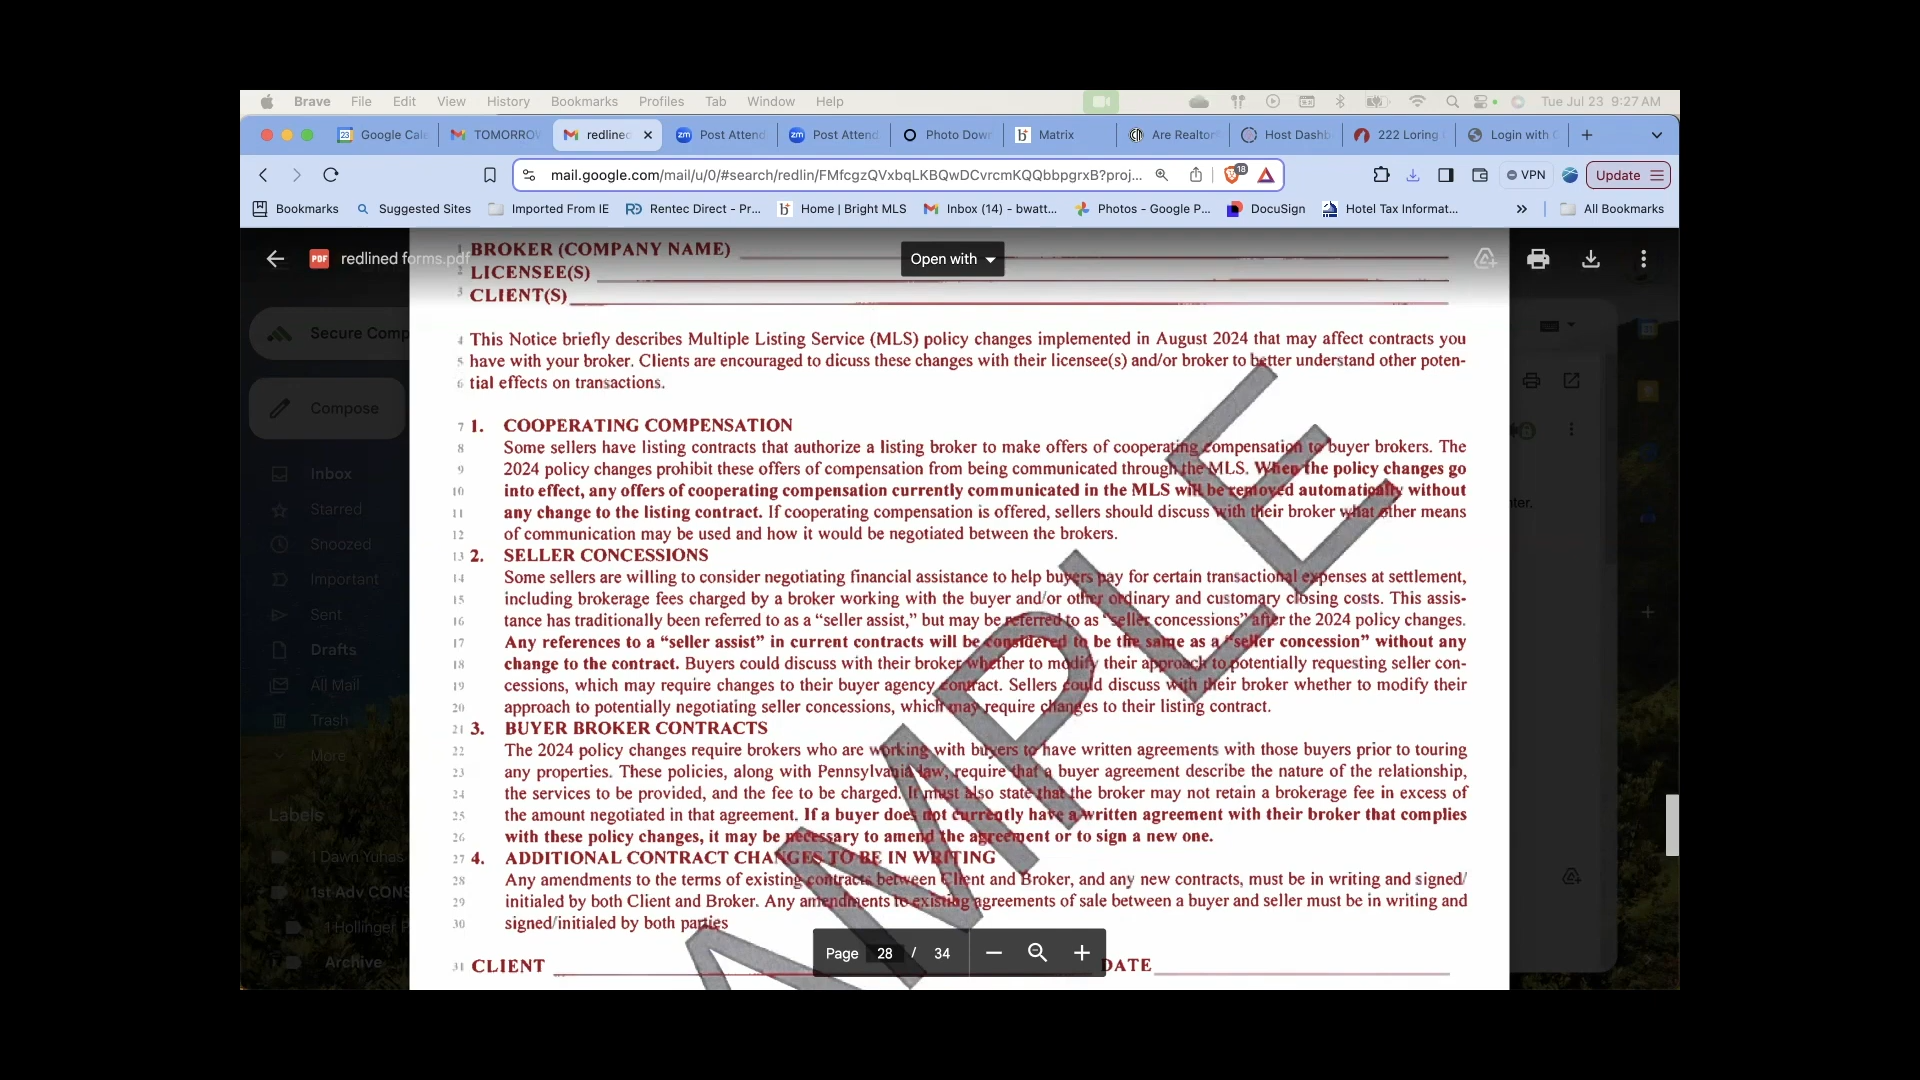 Brave File Edit View History Bookmarks Profiles Tab Window Help Tue Jul 23 9:27 AM
23 Google Cale TOMORROW redlined Post Attend Post Attend Photo Dow Matrix Are Realtor Host Dashb 222 Loring Login with
mail.google.com/mail/u/0/#search/redlin/FMfcgzQVxbqLKBQwDCvrcmKQQbbpgrxB?proj... 18 VPN Update
Bookmarks Suggested Sites Imported From IE Rentec Direct - Pr... Home | Bright MLS Inbox (14) - bwatt... Photos - Google P... DocuSign Hotel Tax Informat... » All Bookmarks
PDF redlined forms.pdf Open with
Secure Comp
Compose
Inbox
Starred
Snoozed
Important
Sent
Drafts
All Mail
Trash
More
Labels
1 Dawn Yuhas
1st Adv CONS
1 Hollinger P
Archive
1 BROKER (COMPANY NAME)
2 LICENSEE(S)
3 CLIENT(S)
4 This Notice briefly describes Multiple Listing Service (MLS) policy changes implemented in August 2024 that may affect contracts you
5 have with your broker. Clients are encouraged to dicuss these changes with their licensee(s) and/or broker to better understand other poten-
6 tial effects on transactions.
7 1. COOPERATING COMPENSATION
8 Some sellers have listing contracts that authorize a listing broker to make offers of cooperating compensation to buyer brokers. The
9 2024 policy changes prohibit these offers of compensation from being communicated through the MLS. When the policy changes go
10 into effect, any offers of cooperating compensation currently communicated in the MLS will be removed automatically without
11 any change to the listing contract. If cooperating compensation is offered, sellers should discuss with their broker what other means
12 of communication may be used and how it would be negotiated between the brokers.
13 2. SELLER CONCESSIONS
14 Some sellers are willing to consider negotiating financial assistance to help buyers pay for certain transactional expenses at settlement,
15 including brokerage fees charged by a broker working with the buyer and/or other ordinary and customary closing costs. This assis-
16 tance has traditionally been referred to as a “seller assist,” but may be referred to as “seller concessions” after the 2024 policy changes.
17 Any references to a “seller assist” in current contracts will be considered to be the same as a “seller concession” without any
18 change to the contract. Buyers could discuss with their broker whether to modify their approach to potentially requesting seller con-
19 cessions, which may require changes to their buyer agency contract. Sellers could discuss with their broker whether to modify their
20 approach to potentially negotiating seller concessions, which may require changes to their listing contract.
21 3. BUYER BROKER CONTRACTS
22 The 2024 policy changes require brokers who are working with buyers to have written agreements with those buyers prior to touring
23 any properties. These policies, along with Pennsylvania law, require that a buyer agreement describe the nature of the relationship,
24 the services to be provided, and the fee to be charged. It must also state that the broker may not retain a brokerage fee in excess of
25 the amount negotiated in that agreement. If a buyer does not currently have a written agreement with their broker that complies
26 with these policy changes, it may be necessary to amend the agreement or to sign a new one.
27 4. ADDITIONAL CONTRACT CHANGES TO BE IN WRITING
28 Any amendments to the terms of existing contracts between Client and Broker, and any new contracts, must be in writing and signed/
29 initialed by both Client and Broker. Any amendments to existing agreements of sale between a buyer and seller must be in writing and
30 signed/initialed by both parties
31 CLIENT DATE
Page 28 / 34
MPLE
ter.